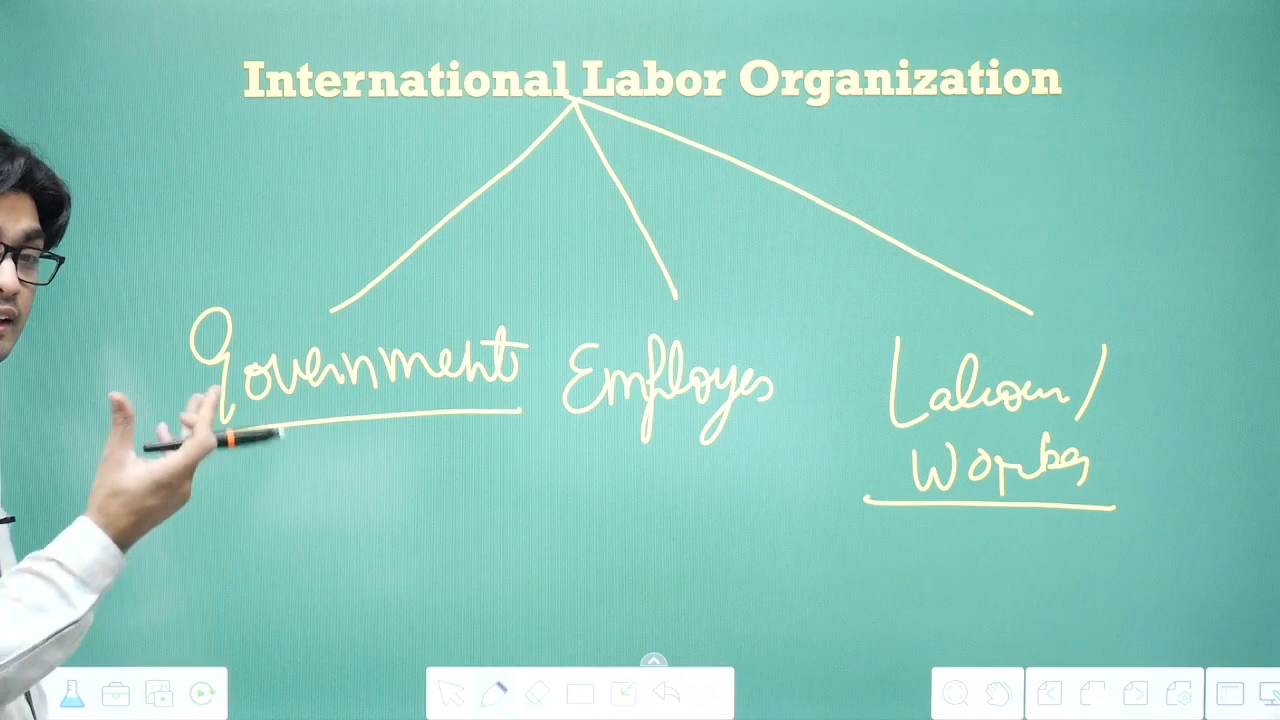 International Labor Organization
Government Employes Labour/
Worker